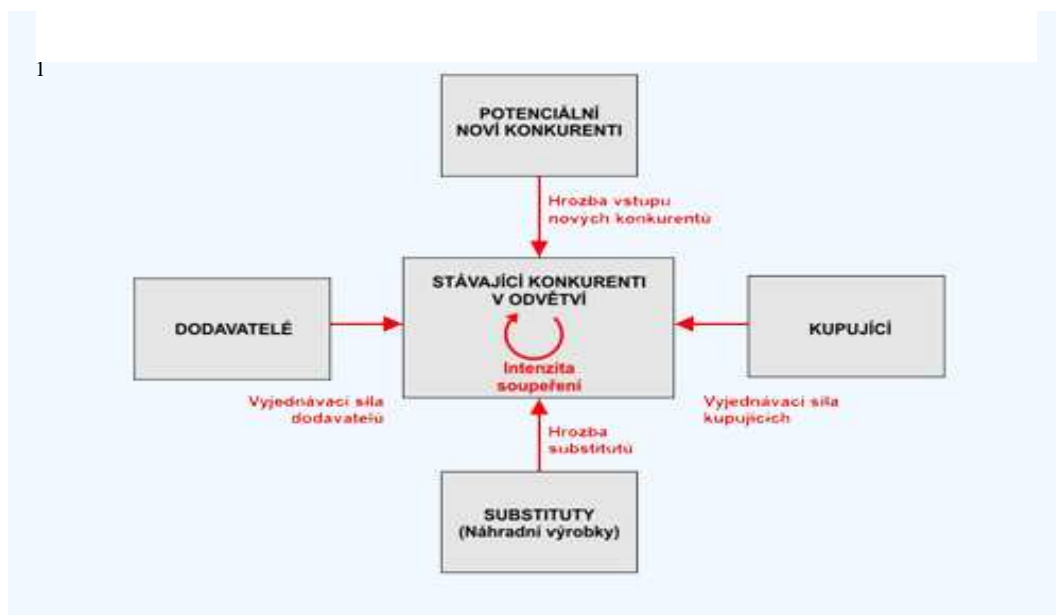 1
POTENCIÁLNÍ
NOVÍ KONKURENTI
Hrozba vstupu
nových konkurentů
STÁVAJÍCÍ KONKURENTI
V ODVĚTVÍ
Intenzita
soupeření
DODAVATELÉ
KUPUJÍCÍ
Vyjednávací síla
dodavatelů
Vyjednávací síla
kupujících
Hrozba
substitutů
SUBSTITUTY
(Náhradní výrobky)